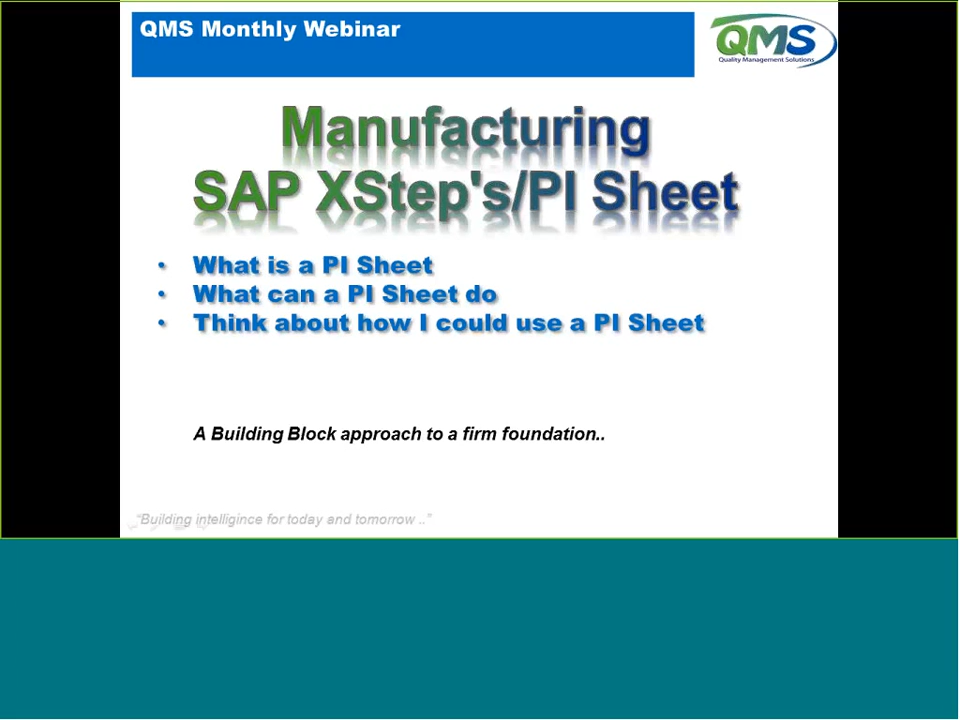 QMS Monthly Webinar
QMS
Quality Management Solutions
Manufacturing
SAP XStep's/PI Sheet
• What is a PI Sheet
• What can a PI Sheet do
• Think about how I could use a PI Sheet
A Building Block approach to a firm foundation..
"Building intelligince for today and tomorrow .."